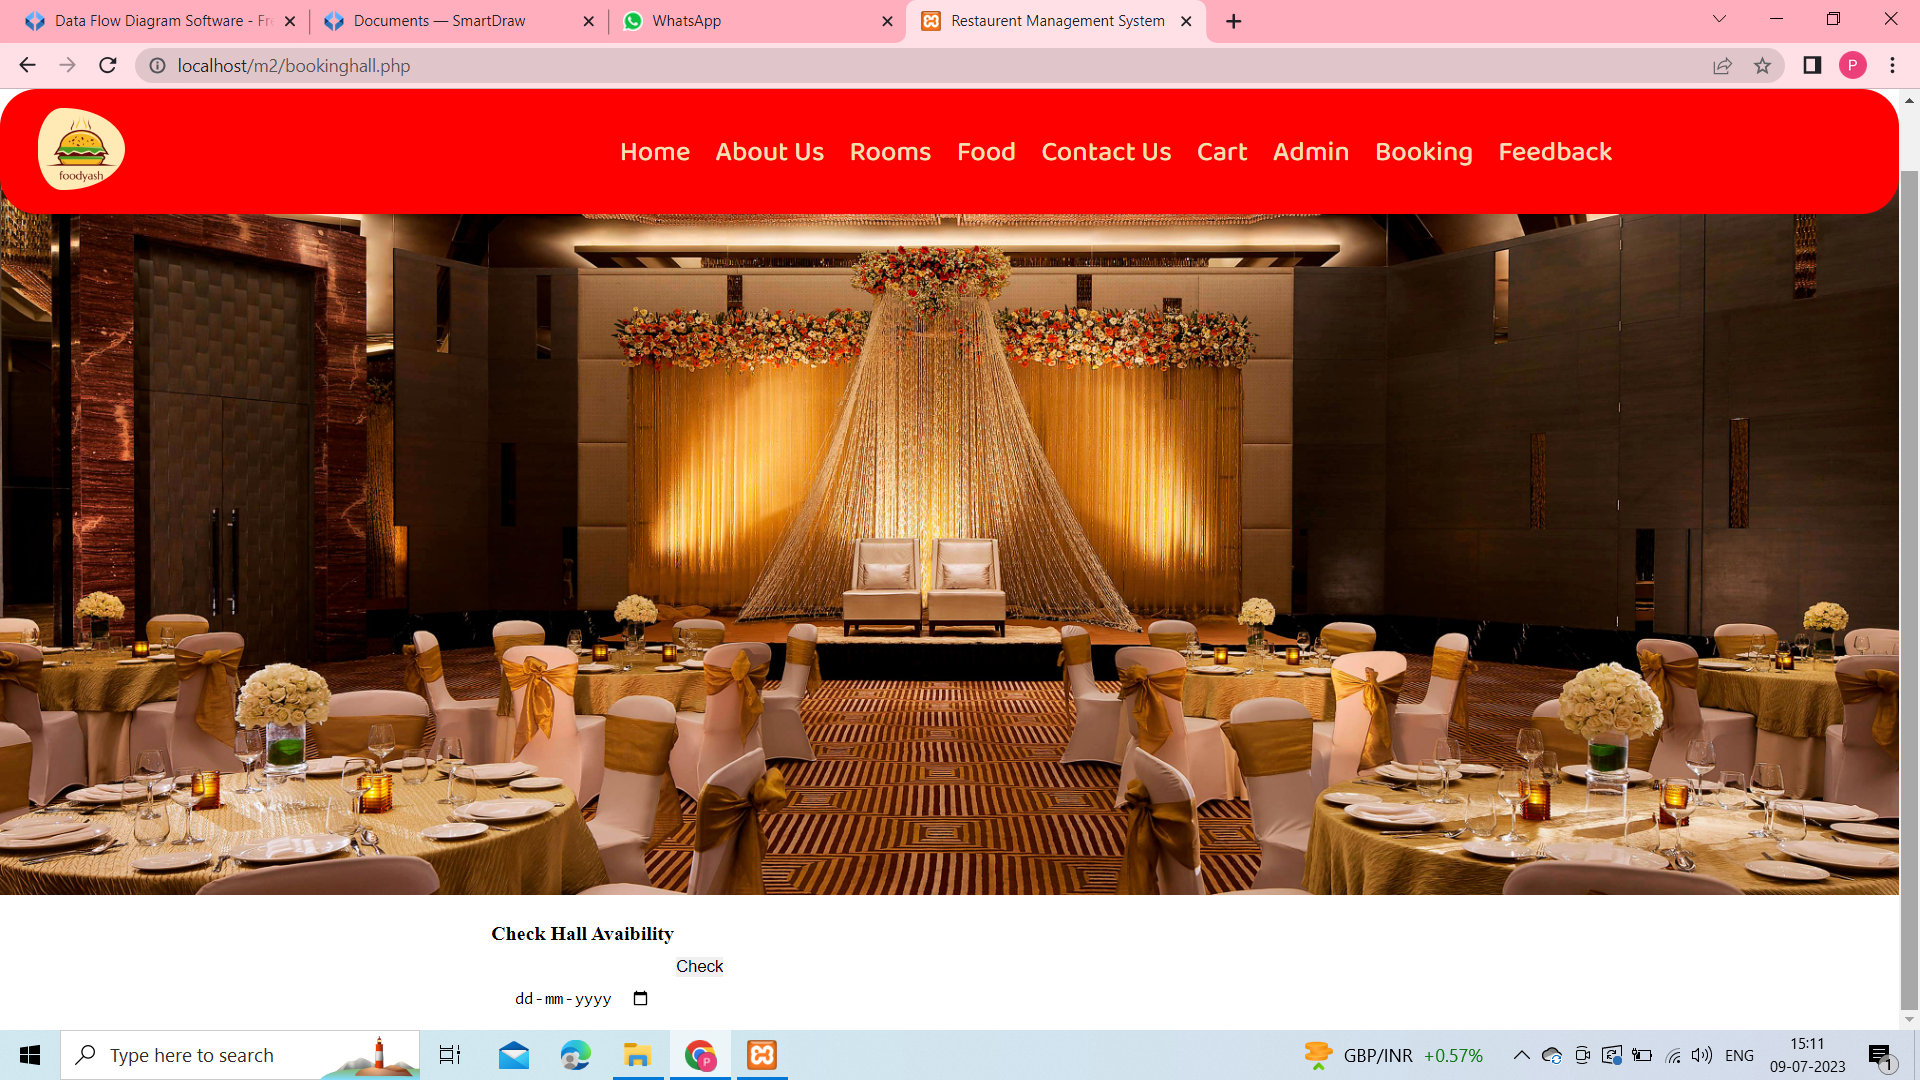 Data Flow Diagram Software - Fre
Documents — SmartDraw
WhatsApp
Restaurent Management System
localhost/m2/bookinghall.php
P
foodyash
Home About Us Rooms Food Contact Us Cart Admin Booking Feedback
Check Hall Avaibility
Check
dd-mm-yyyy
Type here to search
P
GBP/INR +0.57%
ENG
15:11
09-07-2023
1